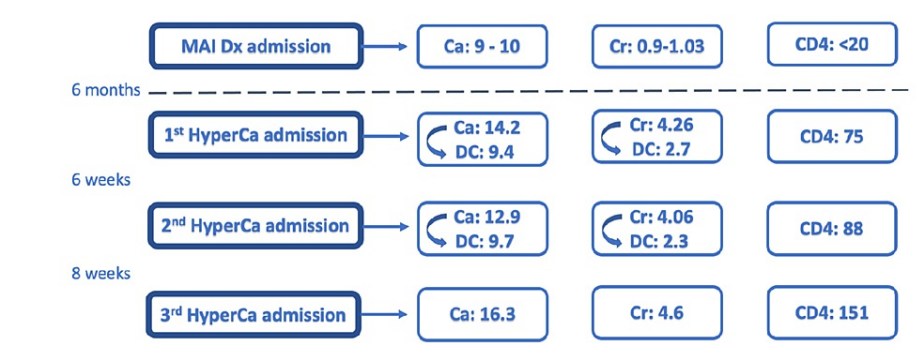 MAI Dx admission
Ca: 9 - 10
Cr: 0.9-1.03
CD4: <20
6 months
1st HyperCa admission
Ca: 14.2
DC: 9.4
Cr: 4.26
DC: 2.7
CD4: 75
6 weeks
2nd HyperCa admission
Ca: 12.9
DC: 9.7
Cr: 4.06
DC: 2.3
CD4: 88
8 weeks
3rd HyperCa admission
Ca: 16.3
Cr: 4.6
CD4: 151